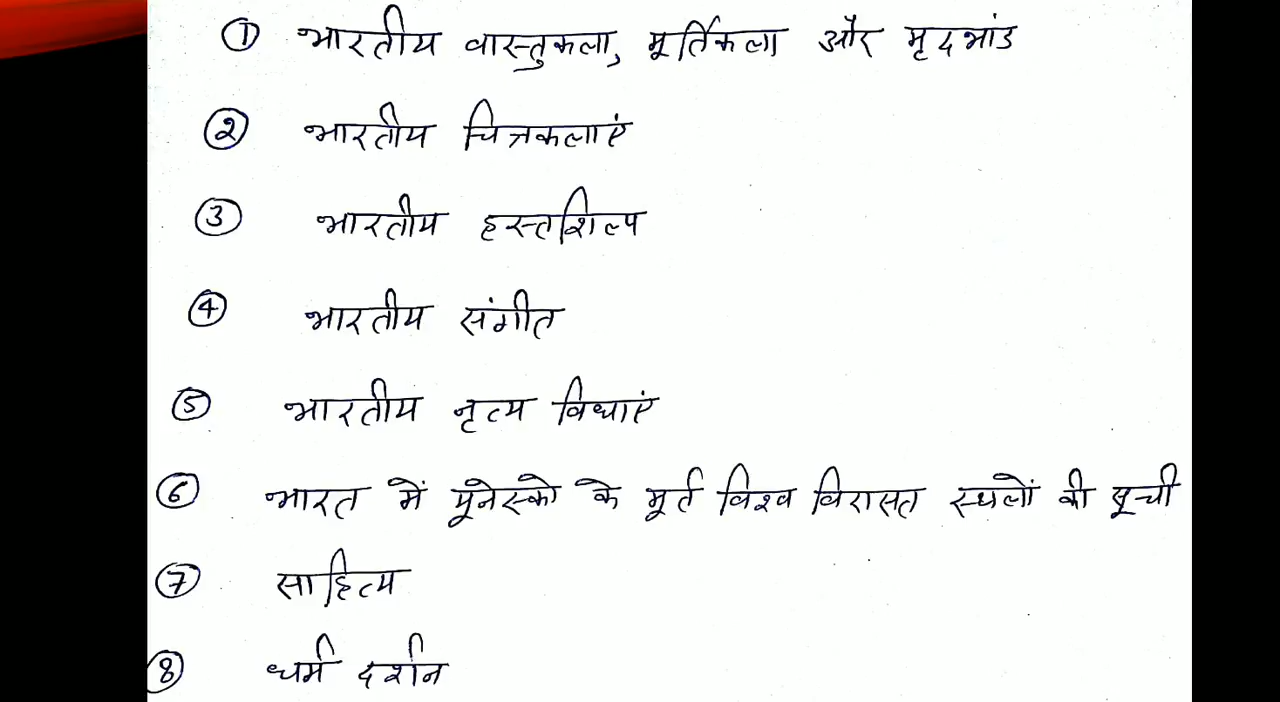 ① भारतीय वास्तुकला, मूर्तिकला और मृदभांड
② भारतीय चित्रकलाएं
③ भारतीय हस्तशिल्प
④ भारतीय संगीत
⑤ भारतीय नृत्य विधाएं
⑥ भारत में यूनेस्को के मूर्त विश्व विरासत स्थलों की सूची
⑦ साहित्य
⑧ धर्म दर्शन